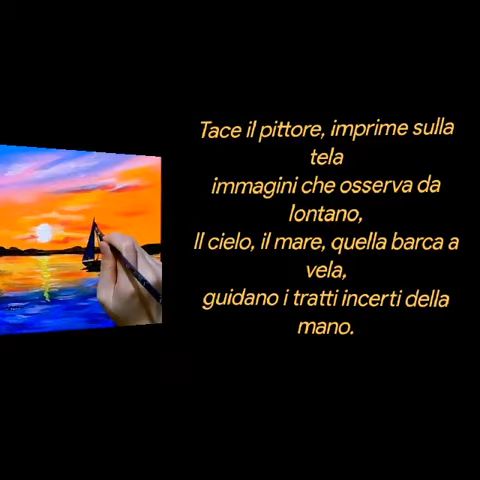 Tace il pittore, imprime sulla
tela
immagini che osserva da
lontano,
Il cielo, il mare, quella barca a
vela,
guidano i tratti incerti della
mano.